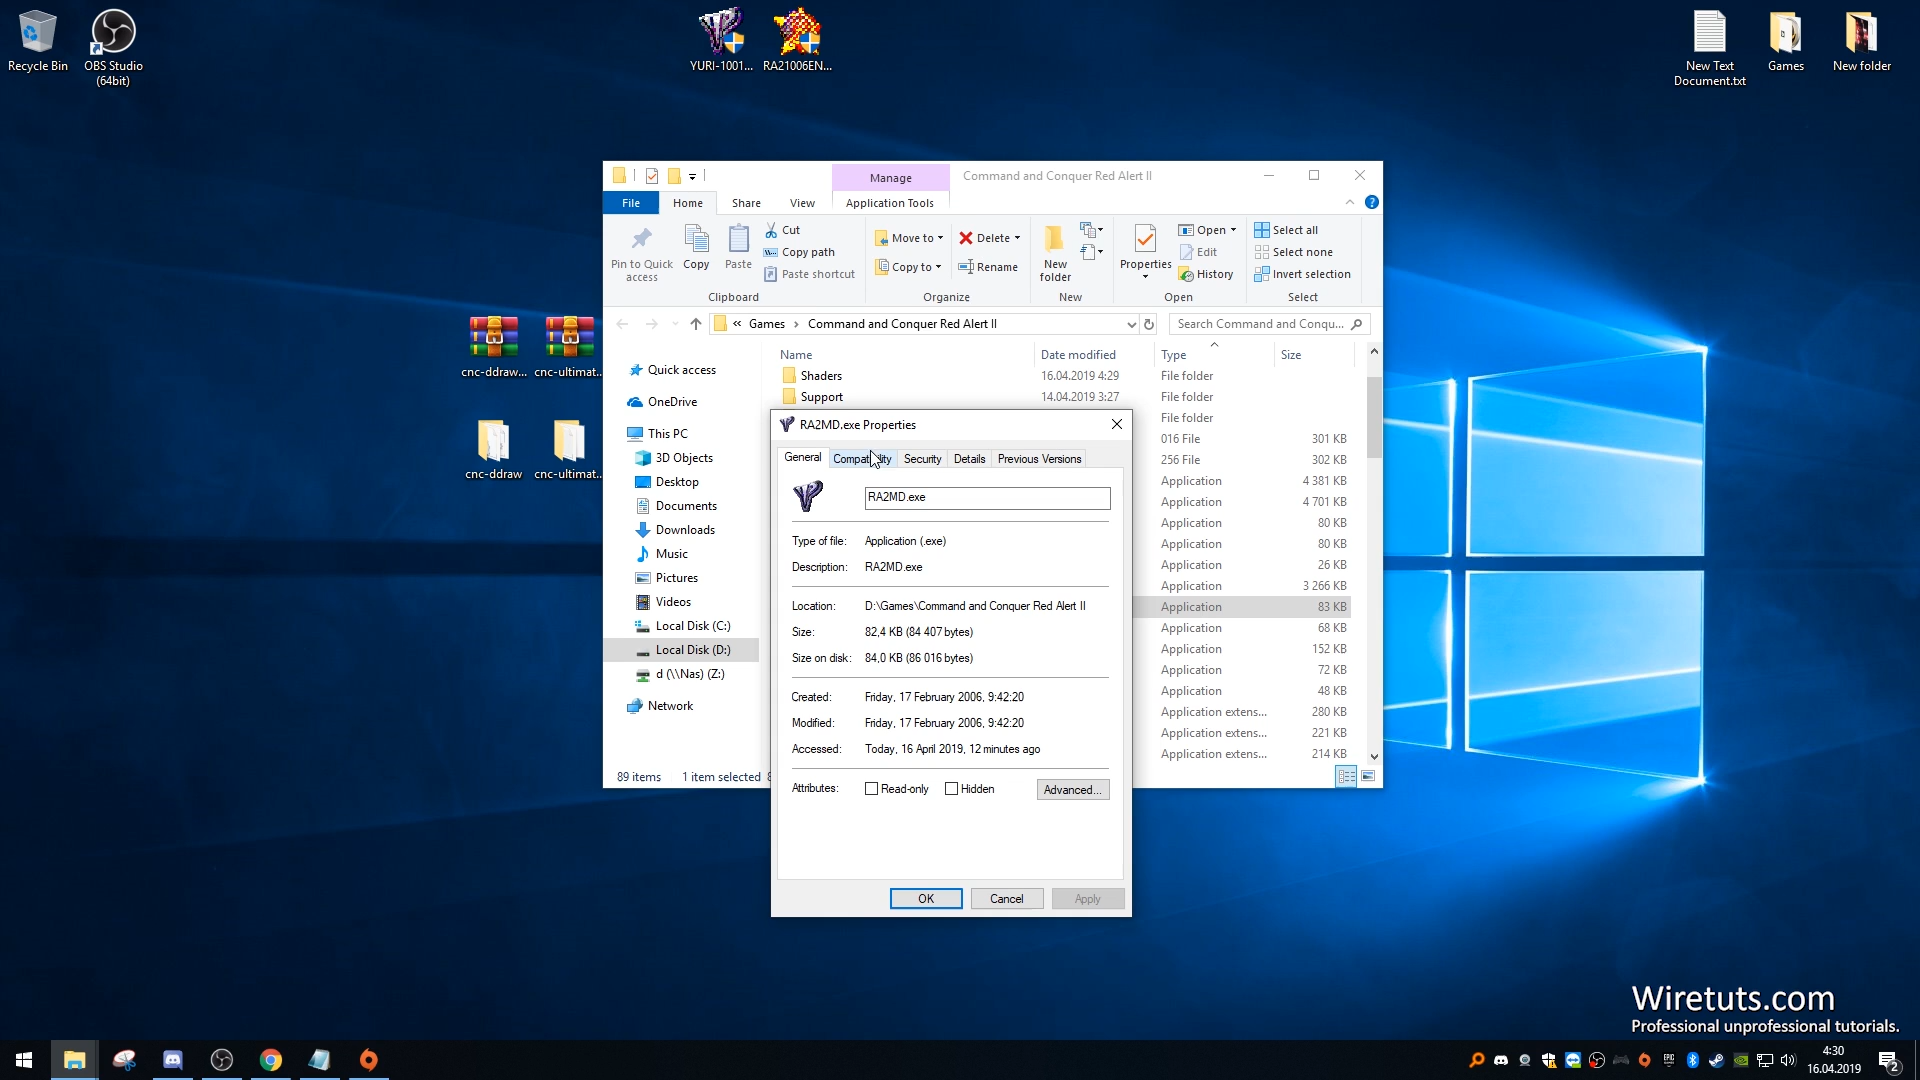 Recycle Bin
OBS Studio
(64bit)
YURI-1001...
RA21006EN...
New Text
Document.txt
Games
New folder
cnc-ddraw...
cnc-ultimat...
cnc-ddraw
cnc-ultimat...
Manage
Command and Conquer Red Alert II
File
Home
Share
View
Application Tools
Pin to Quick
access
Copy
Paste
Cut
Copy path
Paste shortcut
Clipboard
Move to
Copy to
Delete
Rename
Organize
New
folder
New
Properties
Open
Edit
History
Open
Select all
Select none
Invert selection
Select
« Games › Command and Conquer Red Alert II
Search Command and Conqu...
Quick access
OneDrive
This PC
3D Objects
Desktop
Documents
Downloads
Music
Pictures
Videos
Local Disk (C:)
Local Disk (D:)
d (\\Nas) (Z:)
Network
Name Date modified Type Size
Shaders 16.04.2019 4:29 File folder
Support 14.04.2019 3:27 File folder
File folder
016 File 301 KB
256 File 302 KB
Application 4 381 KB
Application 4 701 KB
Application 80 KB
Application 80 KB
Application 26 KB
Application 3 266 KB
Application 83 KB
Application 68 KB
Application 152 KB
Application 72 KB
Application 48 KB
Application extens... 280 KB
Application extens... 221 KB
Application extens... 214 KB
89 items 1 item selected
RA2MD.exe Properties
General Compatibility Security Details Previous Versions
RA2MD.exe
Type of file: Application (.exe)
Description: RA2MD.exe
Location: D:\Games\Command and Conquer Red Alert II
Size: 82,4 KB (84 407 bytes)
Size on disk: 84,0 KB (86 016 bytes)
Created: Friday, 17 February 2006, 9:42:20
Modified: Friday, 17 February 2006, 9:42:20
Accessed: Today, 16 April 2019, 12 minutes ago
Attributes: Read-only Hidden Advanced...
OK Cancel Apply
Wiretuts.com
Professional unprofessional tutorials.
4:30
16.04.2019
2